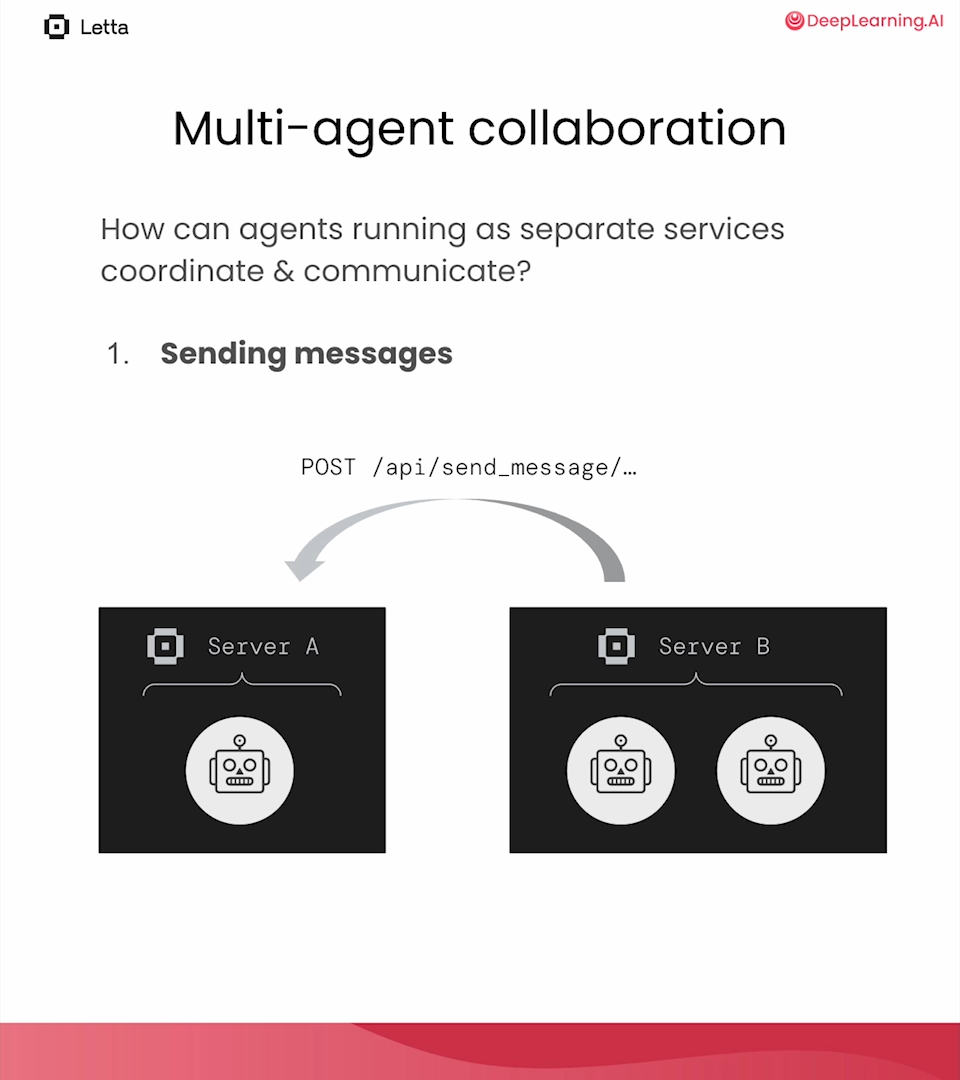 Letta
DeepLearning.AI
Multi-agent collaboration
How can agents running as separate services
coordinate & communicate?
1. Sending messages
POST /api/send_message/…
Server A
Server B